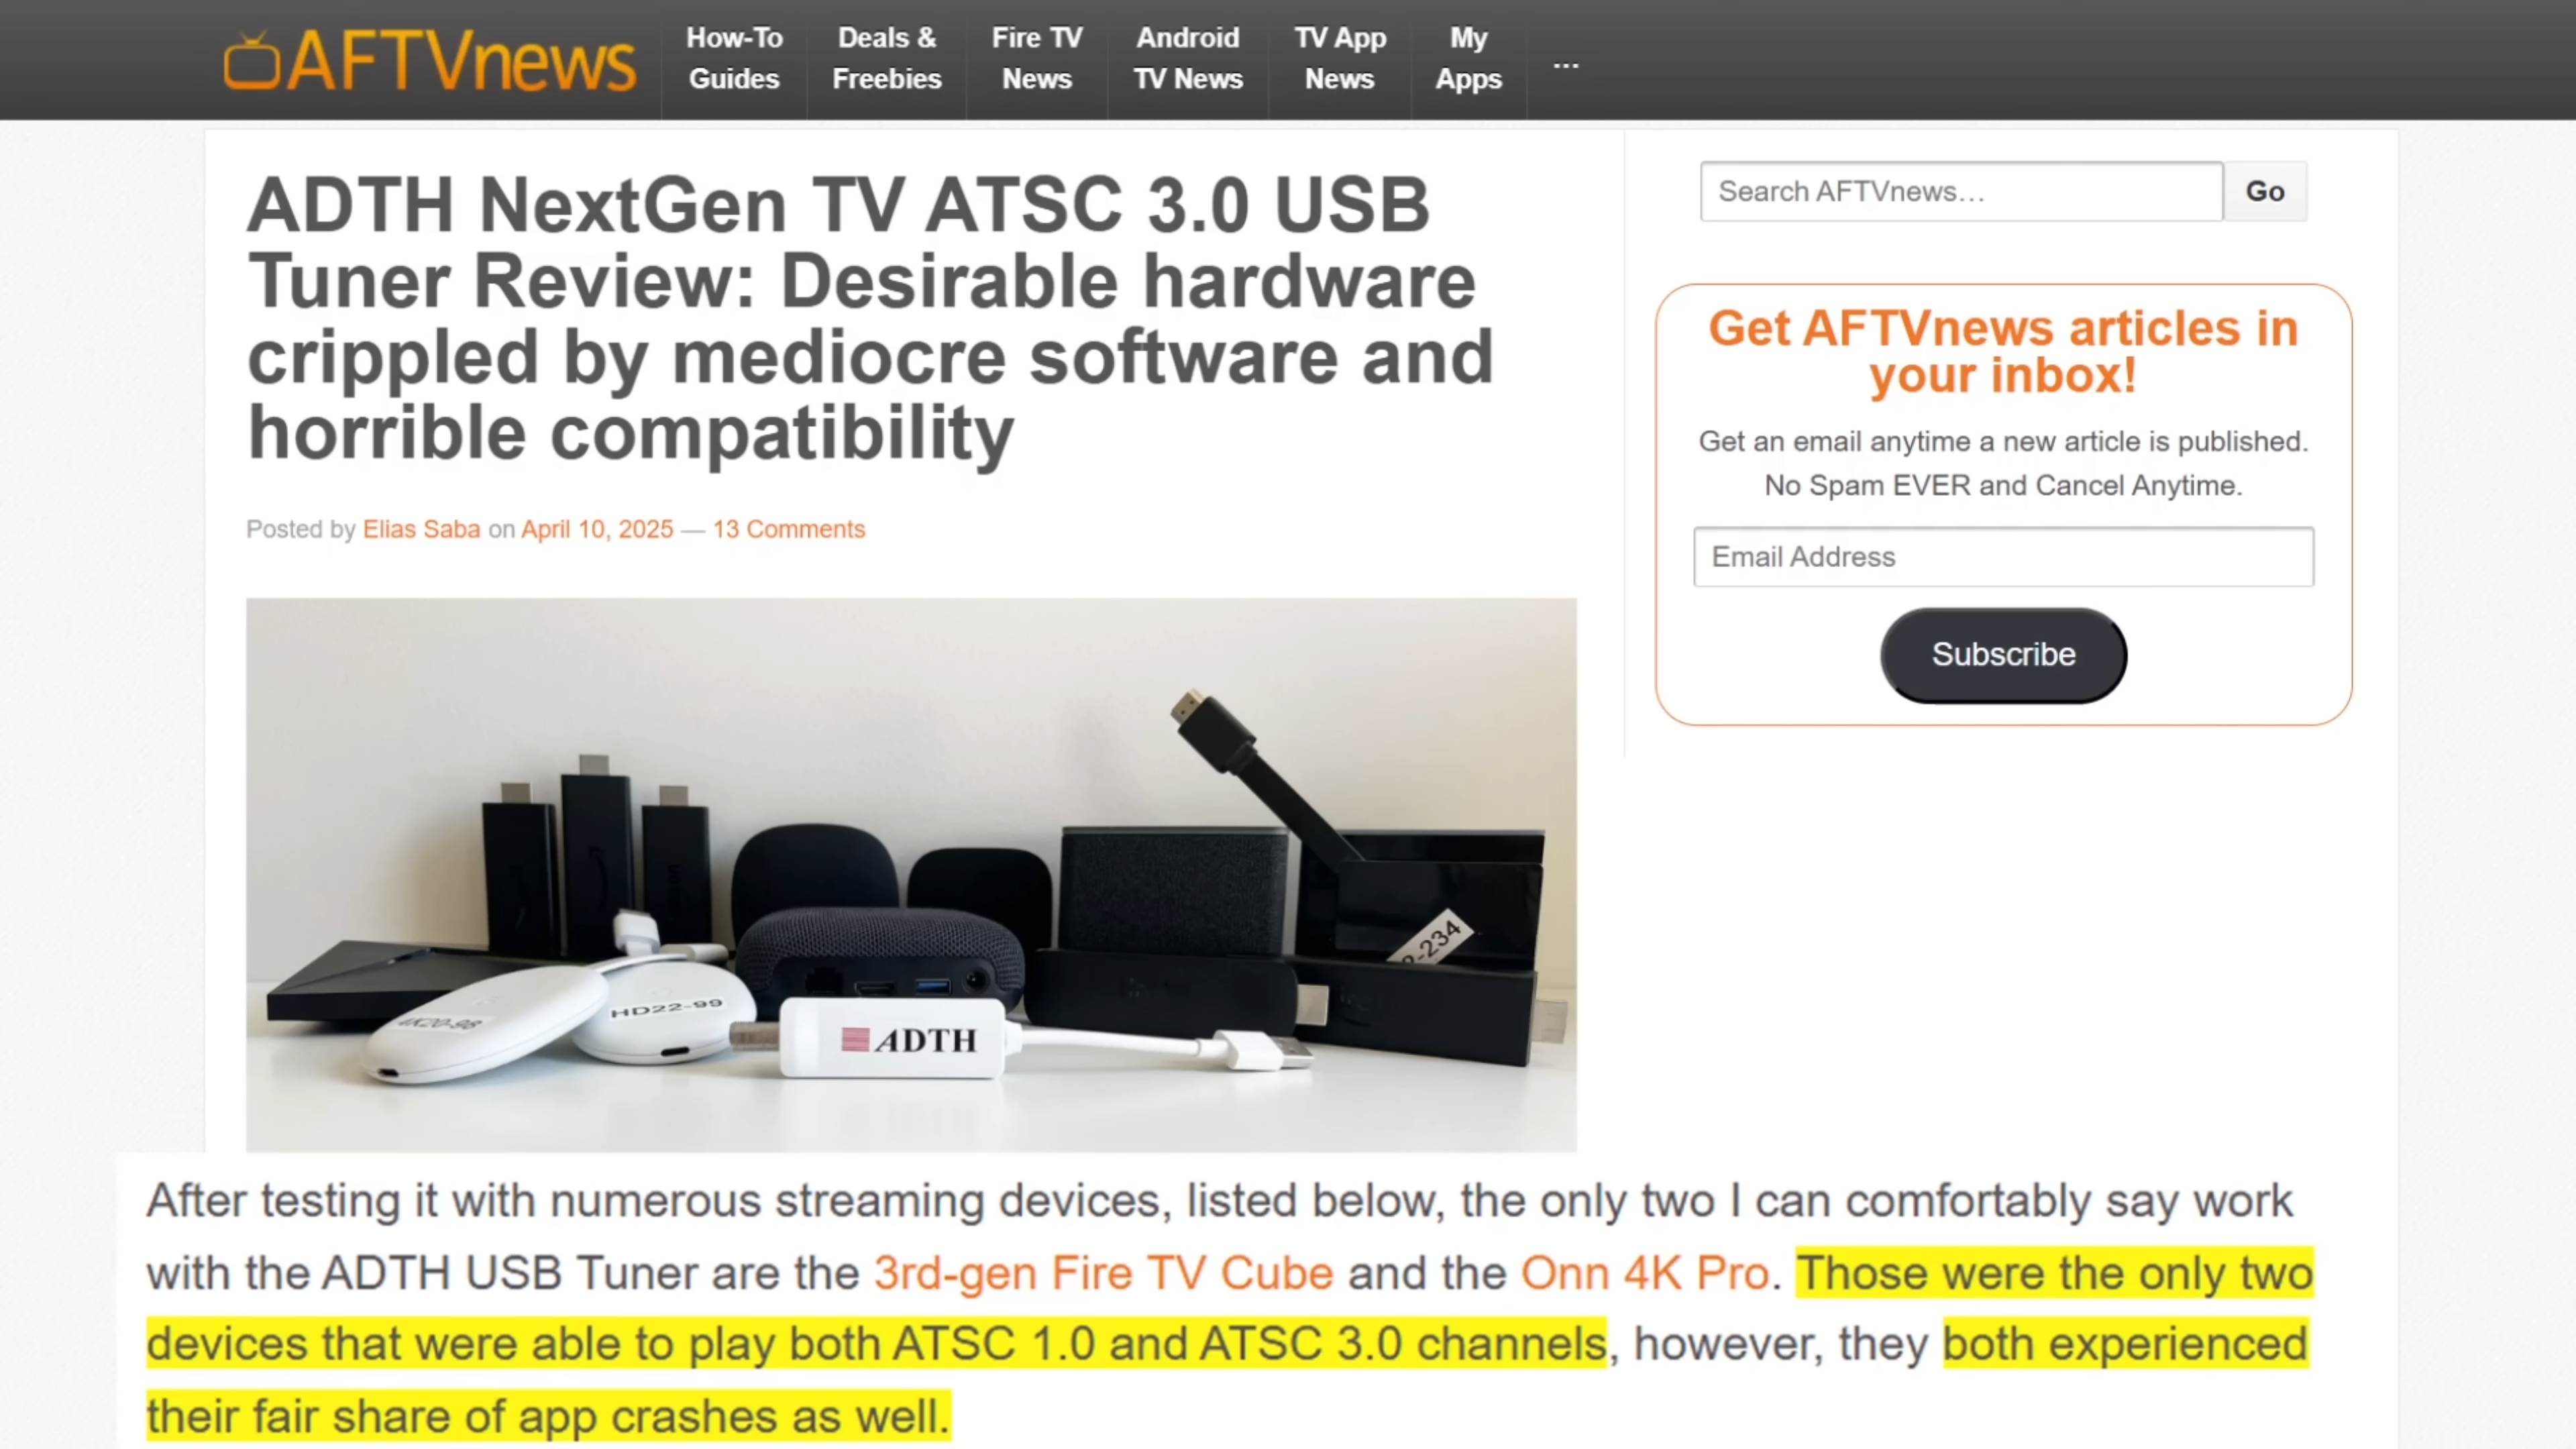 AFTVnews
How-To
Guides
Deals &
Freebies
Fire TV
News
Android
TV News
TV App
News
My
Apps
...
ADTH NextGen TV ATSC 3.0 USB
Tuner Review: Desirable hardware
crippled by mediocre software and
horrible compatibility
Posted by Elias Saba on April 10, 2025 — 13 Comments
Search AFTVnews…
Go
Get AFTVnews articles in
your inbox!
Get an email anytime a new article is published.
No Spam EVER and Cancel Anytime.
Email Address
Subscribe
4K20-98
HD22-99
ADTH
-234
After testing it with numerous streaming devices, listed below, the only two I can comfortably say work
with the ADTH USB Tuner are the 3rd-gen Fire TV Cube and the Onn 4K Pro. Those were the only two
devices that were able to play both ATSC 1.0 and ATSC 3.0 channels, however, they both experienced
their fair share of app crashes as well.